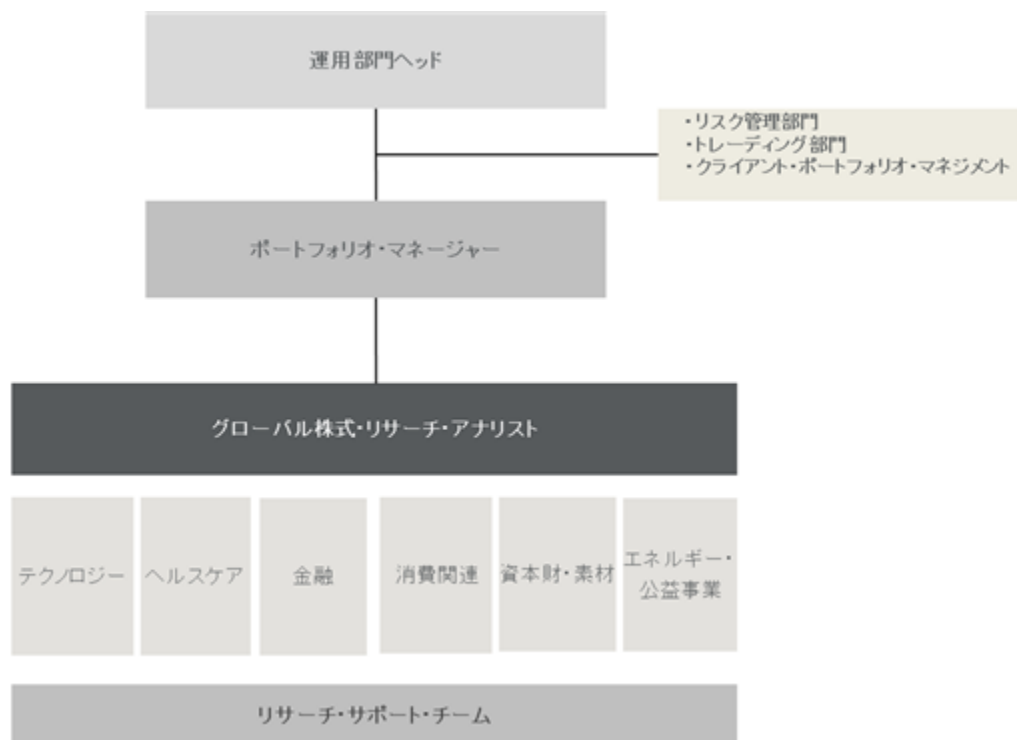 運用部門ヘッド
・リスク管理部門
・トレーディング部門
・クライアント・ポートフォリオ・マネジメント
ポートフォリオ・マネージャー
グローバル株式・リサーチ・アナリスト
テクノロジー
ヘルスケア
金融
消費関連
資本財・素材
エネルギー・
公益事業
リサーチ・サポート・チーム